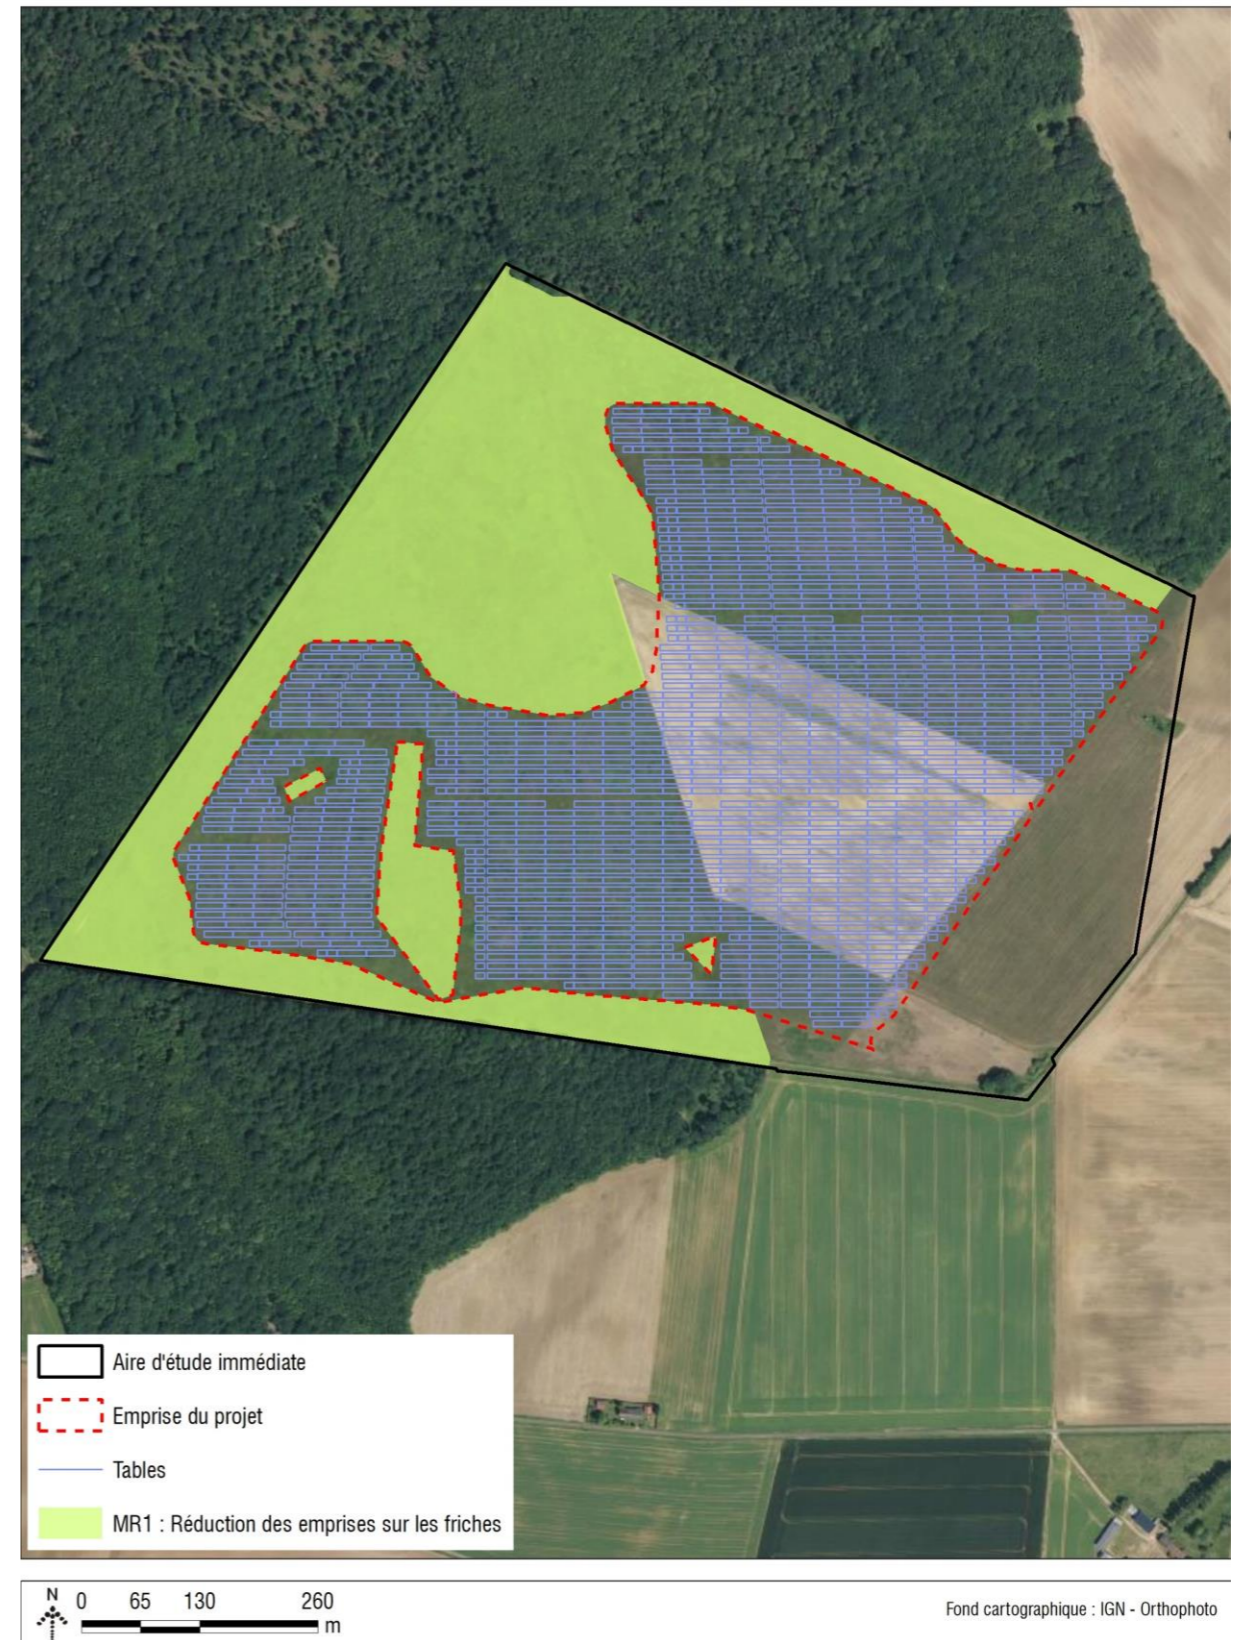 Aire d'étude immédiate
Emprise du projet
Tables
MR1 : Réduction des emprises sur les friches
N 0 65 130 260
m
Fond cartographique : IGN - Orthophoto